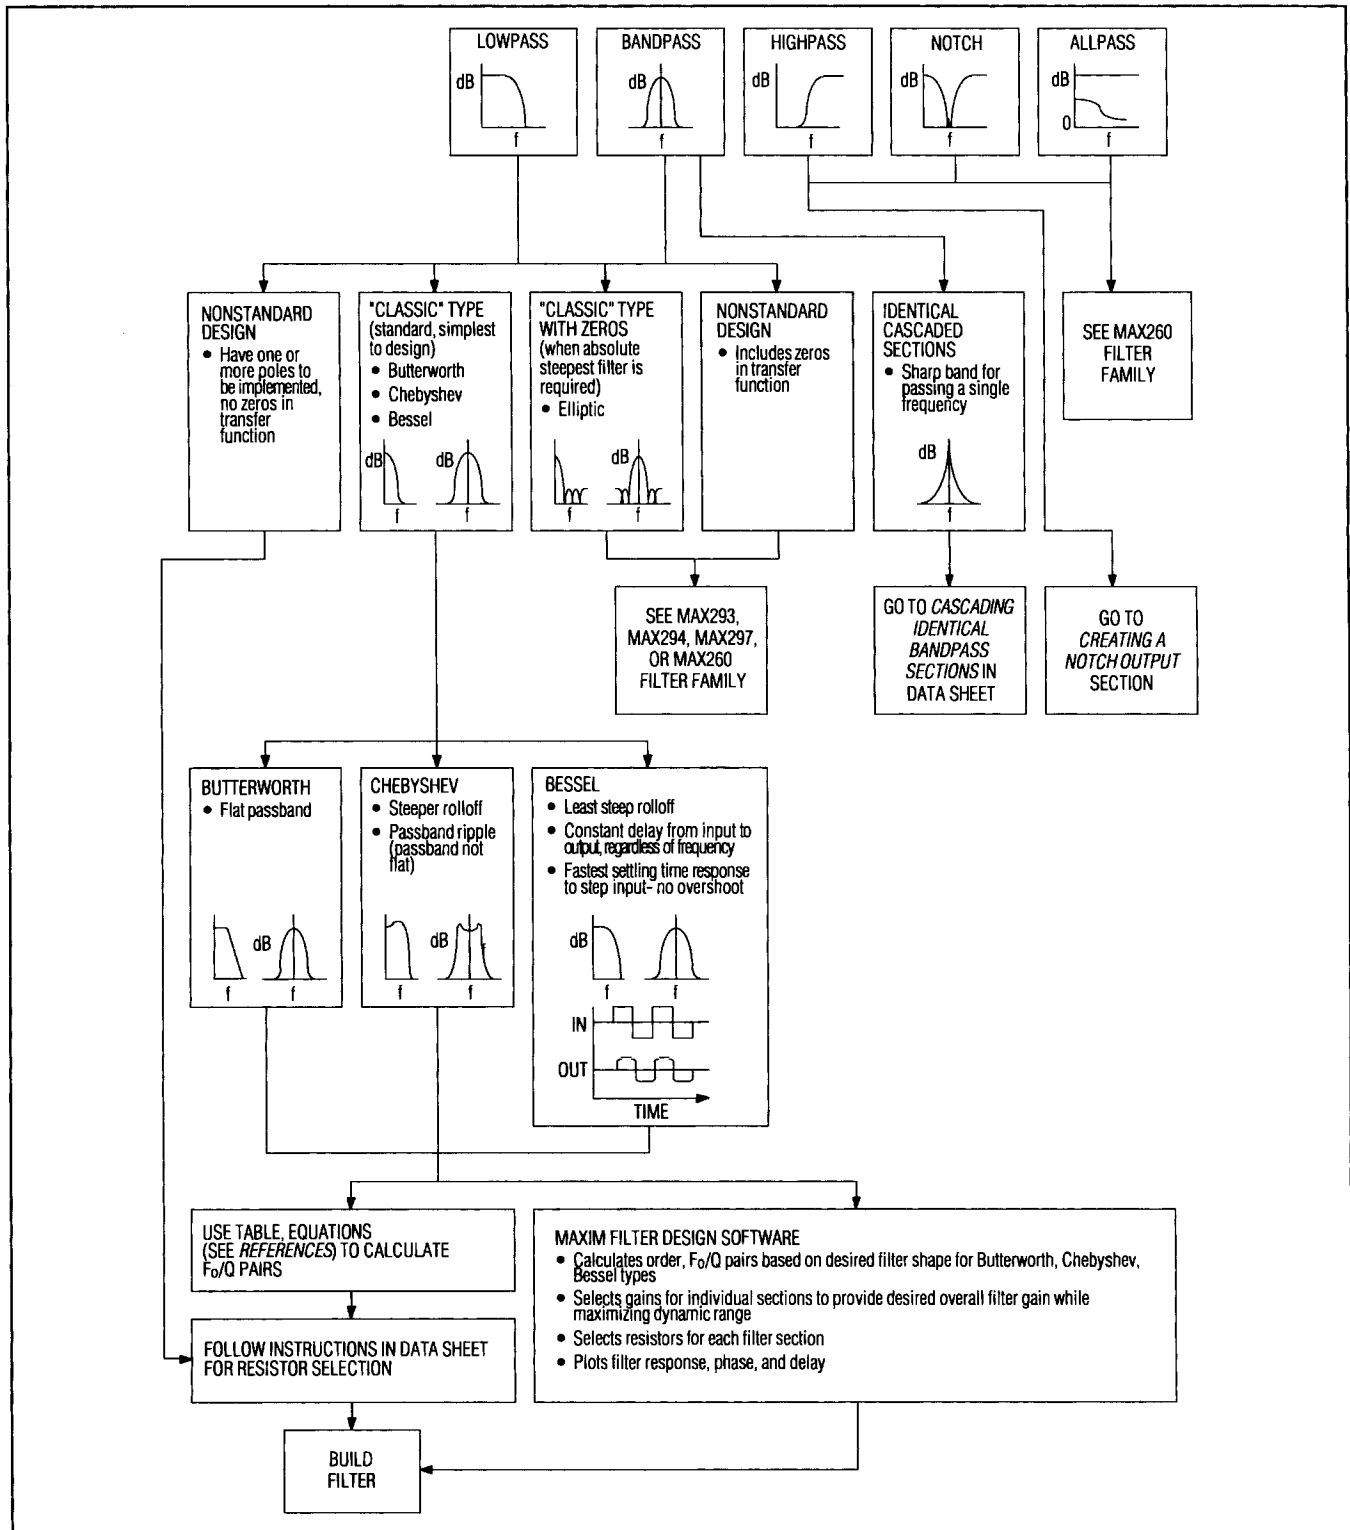 LOWPASS
dB
f
BANDPASS
dB
f
HIGHPASS
dB
f
NOTCH
dB
f
ALLPASS
dB
0
f
NONSTANDARD
DESIGN
• Have one or
more poles to
be implemented,
no zeros in
transfer
function
"CLASSIC" TYPE
(standard, simplest
to design)
• Butterworth
• Chebyshev
• Bessel
dB
f
dB
f
"CLASSIC" TYPE
WITH ZEROS
(when absolute
steepest filter is
required)
• Elliptic
f
dB
f
NONSTANDARD
DESIGN
• Includes zeros
in transfer
function
IDENTICAL
CASCADED
SECTIONS
• Sharp band for
passing a single
frequency
dB
f
SEE MAX260
FILTER
FAMILY
SEE MAX293,
MAX294, MAX297,
OR MAX260
FILTER FAMILY
GO TO CASCADING
IDENTICAL
BANDPASS
SECTIONS IN
DATA SHEET
GO TO
CREATING A
NOTCH OUTPUT
SECTION
BUTTERWORTH
• Flat passband
f
dB
f
CHEBYSHEV
• Steeper rolloff
• Passband ripple
(passband not
flat)
f
dB
f
BESSEL
• Least steep rolloff
• Constant delay from input to
output, regardless of frequency
• Fastest settling time response
to step input- no overshoot
dB
f
f
IN
OUT
TIME
USE TABLE, EQUATIONS
(SEE REFERENCES) TO CALCULATE
Fo/Q PAIRS
FOLLOW INSTRUCTIONS IN DATA SHEET
FOR RESISTOR SELECTION
MAXIM FILTER DESIGN SOFTWARE
• Calculates order, Fo/Q pairs based on desired filter shape for Butterworth, Chebyshev,
Bessel types
• Selects gains for individual sections to provide desired overall filter gain while
maximizing dynamic range
• Selects resistors for each filter section
• Plots filter response, phase, and delay
BUILD
FILTER